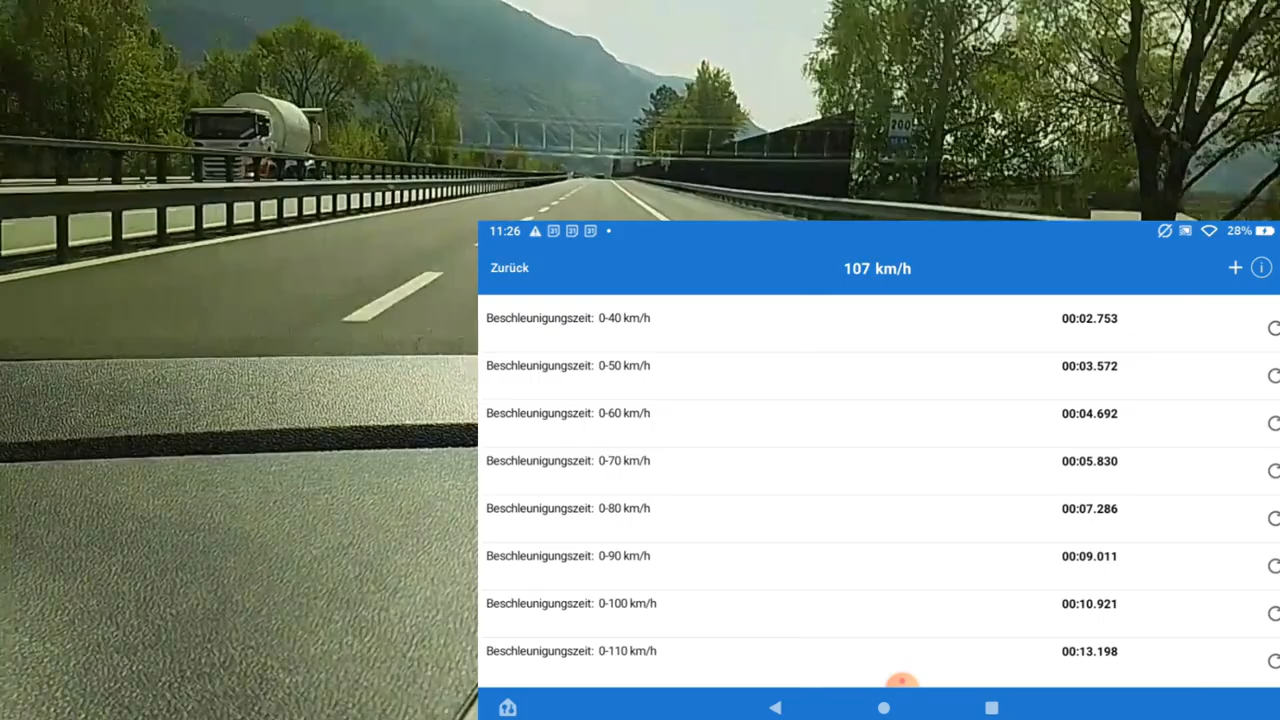 200
11:26 31 31 31 28%
Zurück 107 km/h
Beschleunigungszeit: 0-40 km/h 00:02.753
Beschleunigungszeit: 0-50 km/h 00:03.572
Beschleunigungszeit: 0-60 km/h 00:04.692
Beschleunigungszeit: 0-70 km/h 00:05.830
Beschleunigungszeit: 0-80 km/h 00:07.286
Beschleunigungszeit: 0-90 km/h 00:09.011
Beschleunigungszeit: 0-100 km/h 00:10.921
Beschleunigungszeit: 0-110 km/h 00:13.198